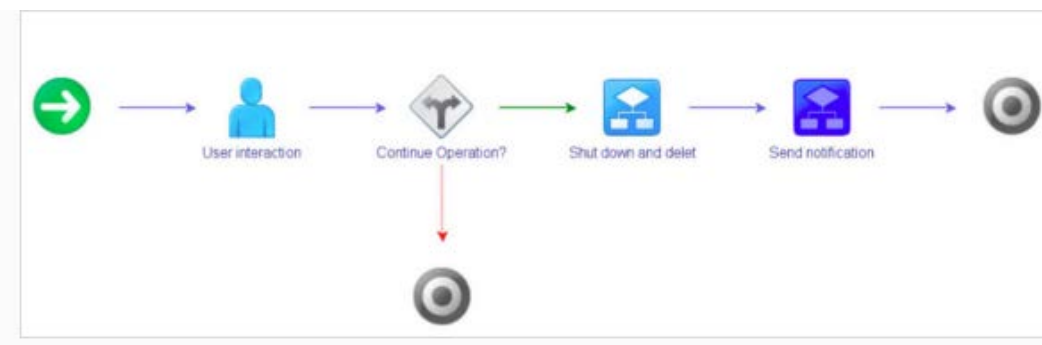 User interaction
Continue Operation?
Shut down and delet
Send notification